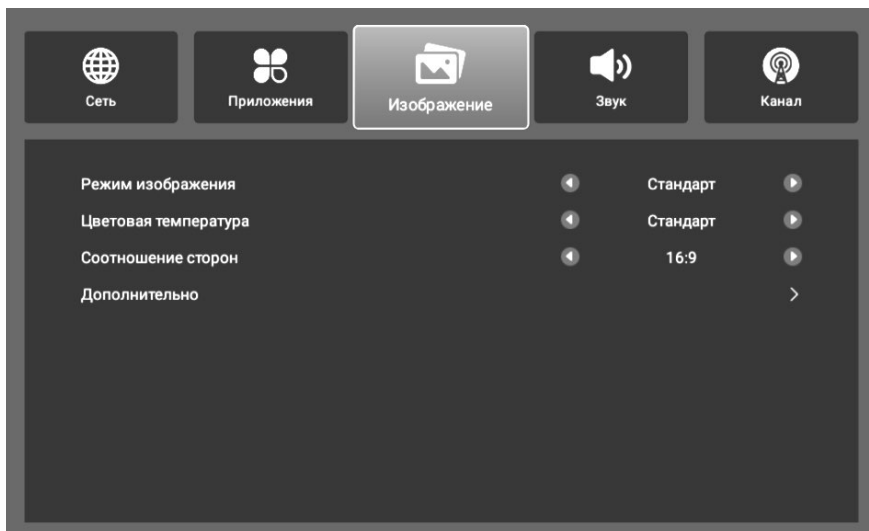 Сеть
Приложения
Изображение
Звук
Канал
Режим изображения
Стандарт
Цветовая температура
Стандарт
Соотношение сторон
16:9
Дополнительно